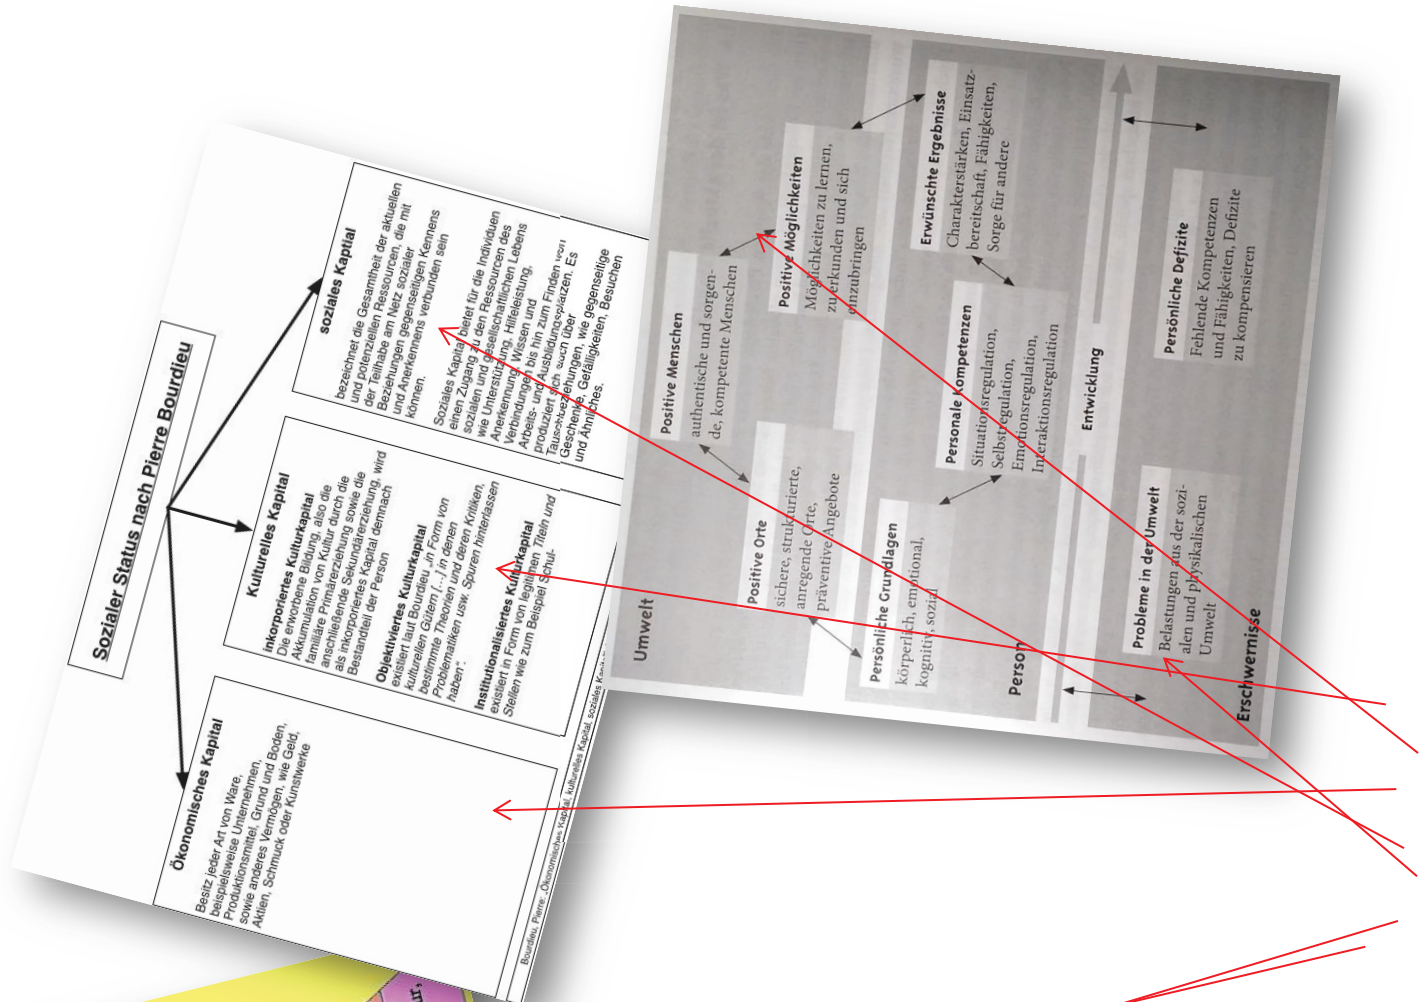 Sozialer Status nach Pierre Bourdieu
Ökonomisches Kapital
Besitz jeder Art von Ware,
beispielsweise Unternehmen,
Produktionsmittel, Grund und Boden,
sowie anderes Vermögen, wie Geld,
Aktien, Schmuck oder Kunstwerke
Kulturelles Kapital
Inkorporiertes Kulturkapital
Die erworbene Bildung, also die
Akkumulation von Kultur durch die
familiäre Primärerziehung sowie die
anschließende Sekundärerziehung, wird
als inkorporiertes Kapital demnach
Bestandteil der Person
Objektiviertes Kulturkapital
existiert laut Bourdieu „in Form von
kulturellen Gütern [...] in denen
bestimmte Theorien und deren Kritiken,
Problematiken usw. Spuren hinterlassen
haben“.
Institutionalisiertes Kulturkapital
existiert in Form von legitimen Titeln und
Stellen wie zum Beispiel Schul-
soziales Kaptial
bezeichnet die Gesamtheit der aktuellen
und potenziellen Ressourcen, die mit
der Teilhabe am Netz sozialer
Beziehungen gegenseitigen Kennens
und Anerkennens verbunden sein
können.
Soziales Kapital bietet für die Individuen
einen Zugang zu den Ressourcen des
sozialen und gesellschaftlichen Lebens
wie Unterstützung, Hilfeleistung,
Anerkennung, Wissen und
Verbindungen bis hin zum Finden von
Arbeits- und Ausbildungsplätzen. Es
produziert sich auch über
Tauschbeziehungen, wie gegenseitige
Geschenke, Gefälligkeiten, Besuchen
und Ähnliches.
Bourdieu, Pierre: „Ökonomisches Kapital, kulturelles Kapital, soziales
Umwelt
Positive Orte
sichere, strukturierte,
anregende Orte,
präventive Angebote
Positive Menschen
authentische und sorgen-
de, kompetente Menschen
Positive Möglichkeiten
Möglichkeiten zu lernen,
zu erkunden und sich
einzubringen
Person
Persönliche Grundlagen
körperlich, emotional,
kognitiv, sozial
Personale Kompetenzen
Situationsregulation,
Selbstregulation,
Emotionsregulation,
Interaktionsregulation
Erwünschte Ergebnisse
Charakterstärken, Einsatz-
bereitschaft, Fähigkeiten,
Sorge für andere
Entwicklung
Erschwernisse
Probleme in der Umwelt
Belastungen aus der sozi-
alen und physikalischen
Umwelt
Persönliche Defizite
Fehlende Kompetenzen
und Fähigkeiten, Defizite
zu kompensieren
ur,